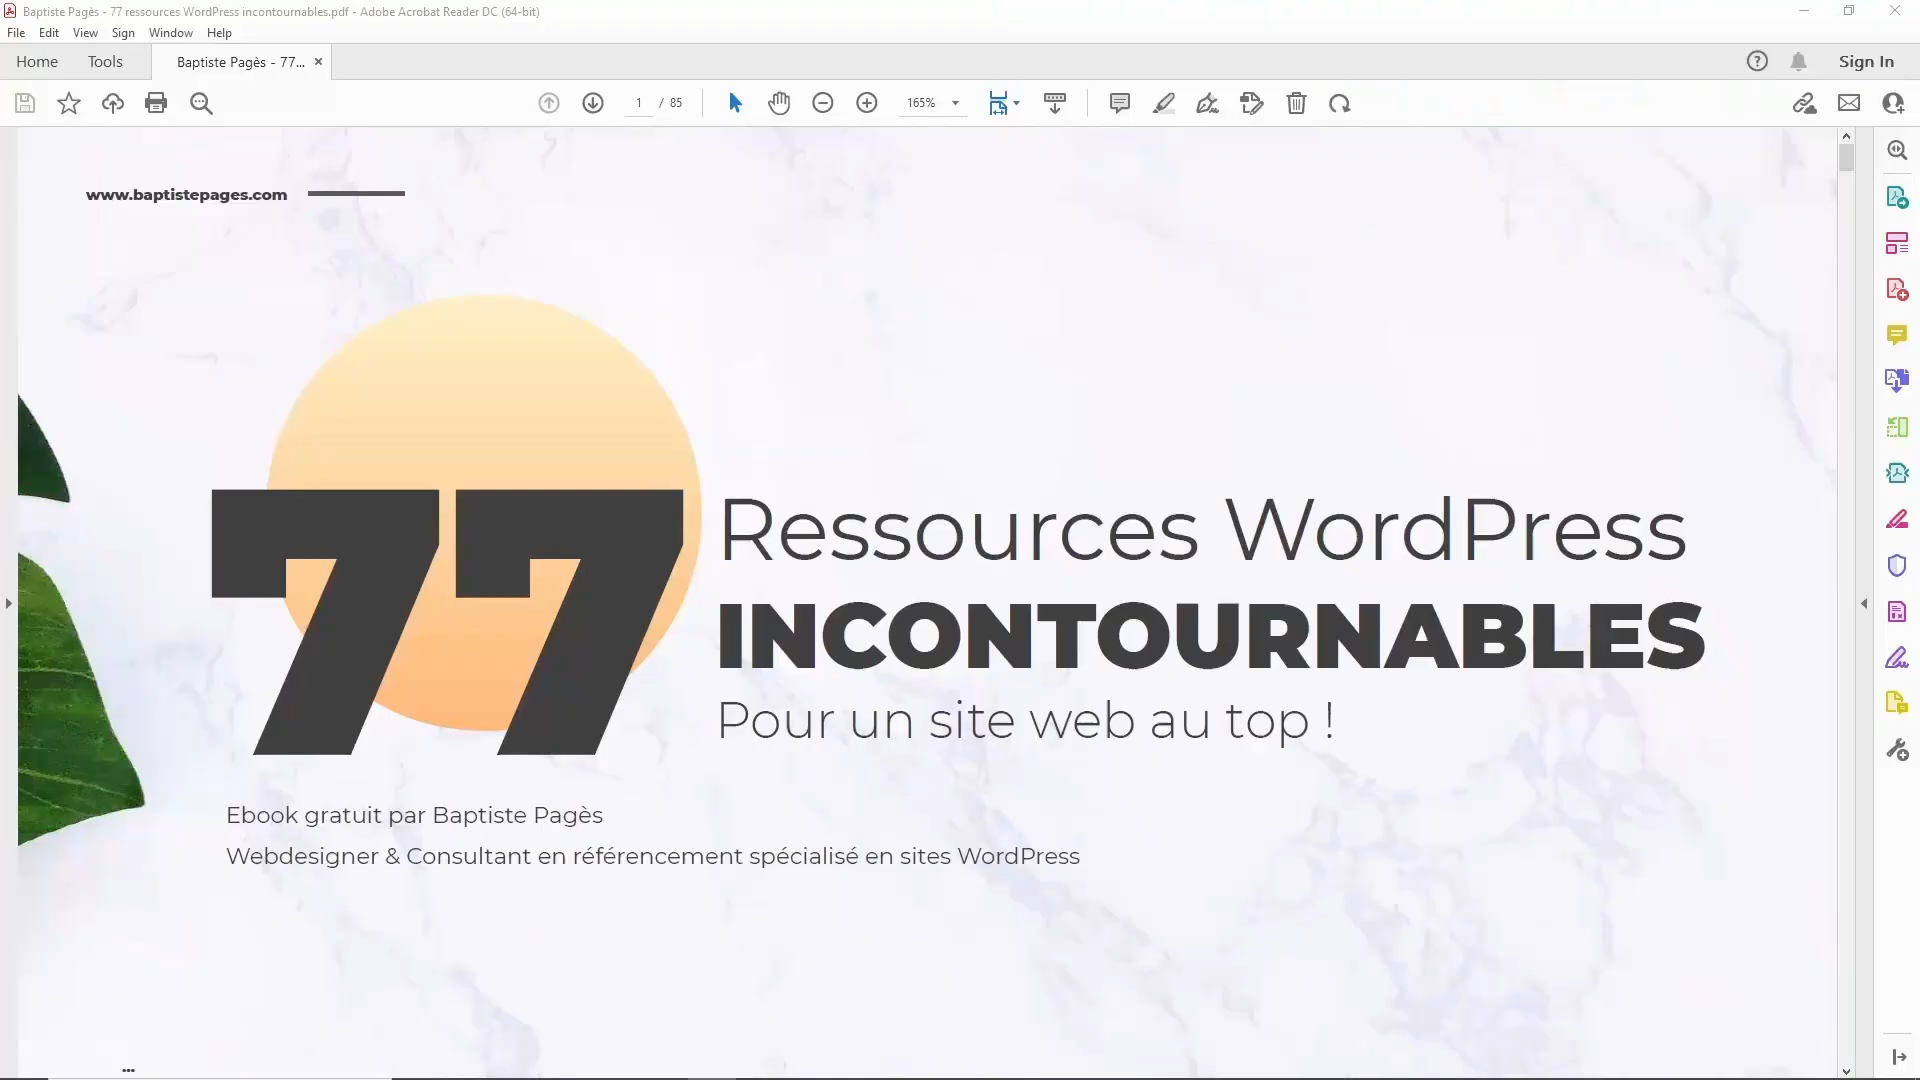 Baptiste Pagès - 77 ressources WordPress incontournables.pdf - Adobe Acrobat Reader DC (64-bit)
File Edit View Sign Window Help
Home Tools Baptiste Pagès - 77... Sign In
1 / 85 165%
www.baptistepages.com
77
Ressources WordPress
INCONTOURNABLES
Pour un site web au top !
Ebook gratuit par Baptiste Pagès
Webdesigner & Consultant en référencement spécialisé en sites WordPress
...